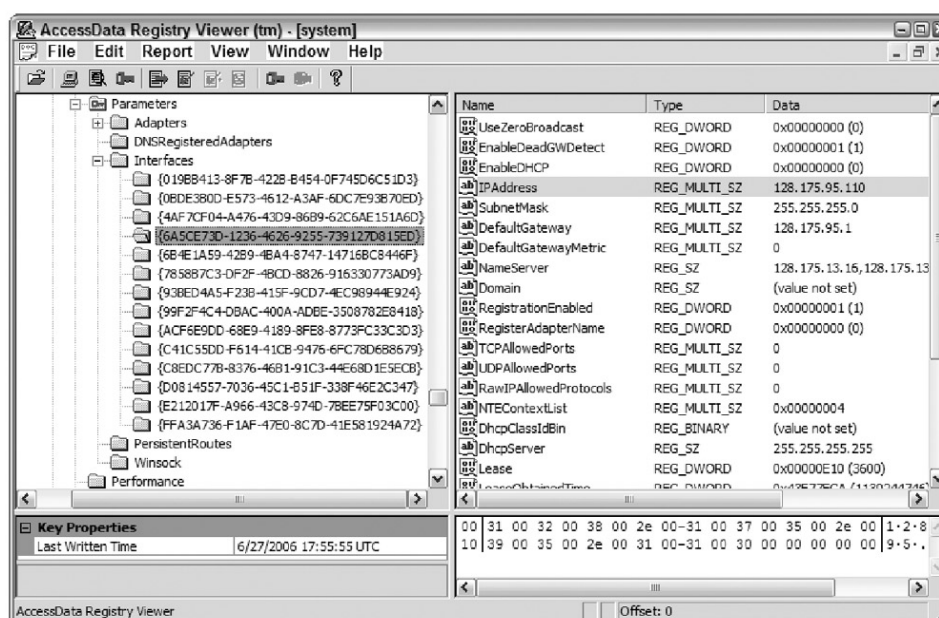 AccessData Registry Viewer (tm) - [system]
File Edit Report View Window Help
Parameters
Adapters
DNSRegisteredAdapters
Interfaces
{019BB413-8F7B-422B-B454-0F745D6C51D3}
{0BDE3B0D-E573-4612-A3AF-6DC7E93B70ED}
{4AF7CF04-A476-43D9-86B9-62C6AE151A6D}
{6A5CE73D-1236-4626-9255-739127D815ED}
{6B4E1A59-42B9-4BA4-8747-14716BC8446F}
{7858B7C3-DF2F-4BCD-8826-916330773AD9}
{93BED4A5-F23B-415F-9CD7-4EC98944E924}
{99F2F4C4-DBAC-400A-ADBE-3508782E8418}
{ACF6E9DD-68E9-4189-8FE8-8773FC33C3D3}
{C41C55DD-F614-41CB-9476-6FC78D6B8679}
{C8EDC77B-8376-46B1-91C3-44E68D1E5ECB}
{D0814557-7036-45C1-B51F-338F46E2C347}
{E212017F-A966-43C8-974D-7BEE75F03C00}
{FFA3A736-F1AF-47E0-8C7D-41E581924A72}
PersistentRoutes
Winsock
Performance
Name Type Data
UseZeroBroadcast REG_DWORD 0x00000000 (0)
EnableDeadGWDetect REG_DWORD 0x00000001 (1)
EnableDHCP REG_DWORD 0x00000000 (0)
IPAddress REG_MULTI_SZ 128.175.95.110
SubnetMask REG_MULTI_SZ 255.255.255.0
DefaultGateway REG_MULTI_SZ 128.175.95.1
DefaultGatewayMetric REG_MULTI_SZ 0
NameServer REG_SZ 128.175.13.16,128.175.13
Domain REG_SZ (value not set)
RegistrationEnabled REG_DWORD 0x00000001 (1)
RegisterAdapterName REG_DWORD 0x00000000 (0)
TCPAllowedPorts REG_MULTI_SZ 0
UDPAllowedPorts REG_MULTI_SZ 0
RawIPAllowedProtocols REG_MULTI_SZ 0
NTEContextList REG_MULTI_SZ 0x00000004
DhcpClassIdBin REG_BINARY (value not set)
DhcpServer REG_SZ 255.255.255.255
Lease REG_DWORD 0x00000E10 (3600)
LeaseObtainedTime REG_DWORD
Key Properties
Last Written Time 6/27/2006 17:55:55 UTC
00 31 00 32 00 38 00 2e 00-31 00 37 00 35 00 2e 00 1·2·8
10 39 00 35 00 2e 00 31 00-31 00 30 00 00 00 00 00 9·5·.
AccessData Registry Viewer
Offset: 0